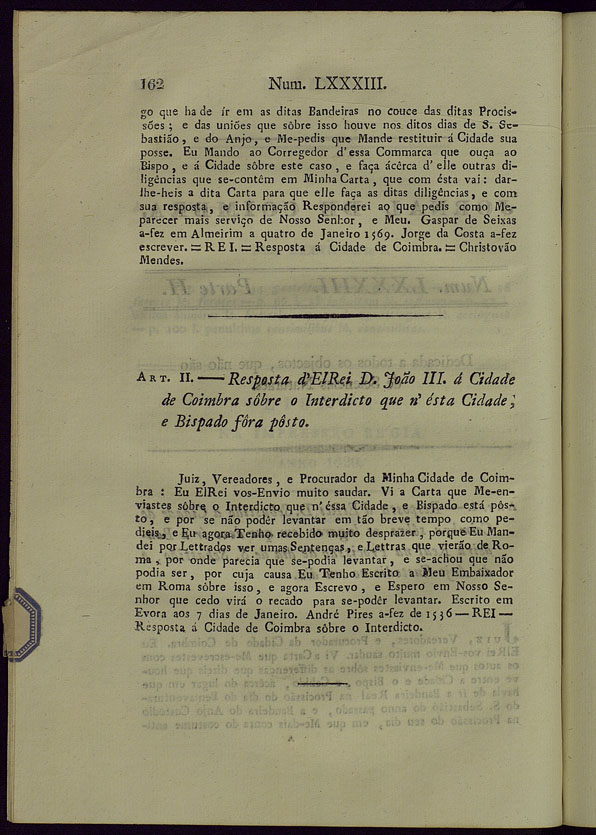 162 Num. LXXXIII.
go que ha de ír em as ditas Bandeiras no couce das ditas Procis-
sões; e das uniões que sôbre isso houve nos ditos dias de S. Se-
bastião, e do Anjo, e Me-pedis que Mande restituir á Cidade sua
posse. Eu Mando ao Corregedor d'essa Commarca que ouça ao
Bispo, e á Cidade sôbre este caso, e faça ácêrca d'elle outras di-
ligências que se-contêm em Minha Carta, que com ésta vai: dar-
lhe-heis a dita Carta para que elle faça as ditas diligências, e com
sua resposta, e informação Responderei ao que pedis como Me-
parecer mais serviço de Nosso Senhor, e Meu. Gaspar de Seixas
a-fez em Almeirim a quatro de Janeiro 1569. Jorge da Costa a-fez
escrever. = REI. = Resposta á Cidade de Coimbra. = Christovão
Mendes.
ART. II. — Resposta d'ElRei D. João III. á Cidade
de Coimbra sôbre o Interdicto que n'ésta Cidade,
e Bispado fôra pôsto.
Juiz, Vereadores, e Procurador da Minha Cidade de Coim-
bra : Eu ElRei vos-Envio muito saudar. Vi a Carta que Me-en-
viastes sôbre o Interdicto que n'éssa Cidade, e Bispado está pôs-
to, e por se não podêr levantar em tão breve tempo como pe-
dieis, e Eu agora Tenho recebido muito desprazer, porque Eu Man-
dei por Lettrados ver umas Sentenças, e Lettras que vierão de Ro-
ma, por onde parecia que se-podia levantar, e se-achou que não
podia ser, por cuja causa Eu Tenho Escrito a Meu Embaixador
em Roma sôbre isso, e agora Escrevo, e Espero em Nosso Se-
nhor que cedo virá o recado para se-podêr levantar. Escrito em
Evora aos 7 dias de Janeiro. André Pires a-fez de 1536 — REI —
Resposta á Cidade de Coimbra sôbre o Interdicto.